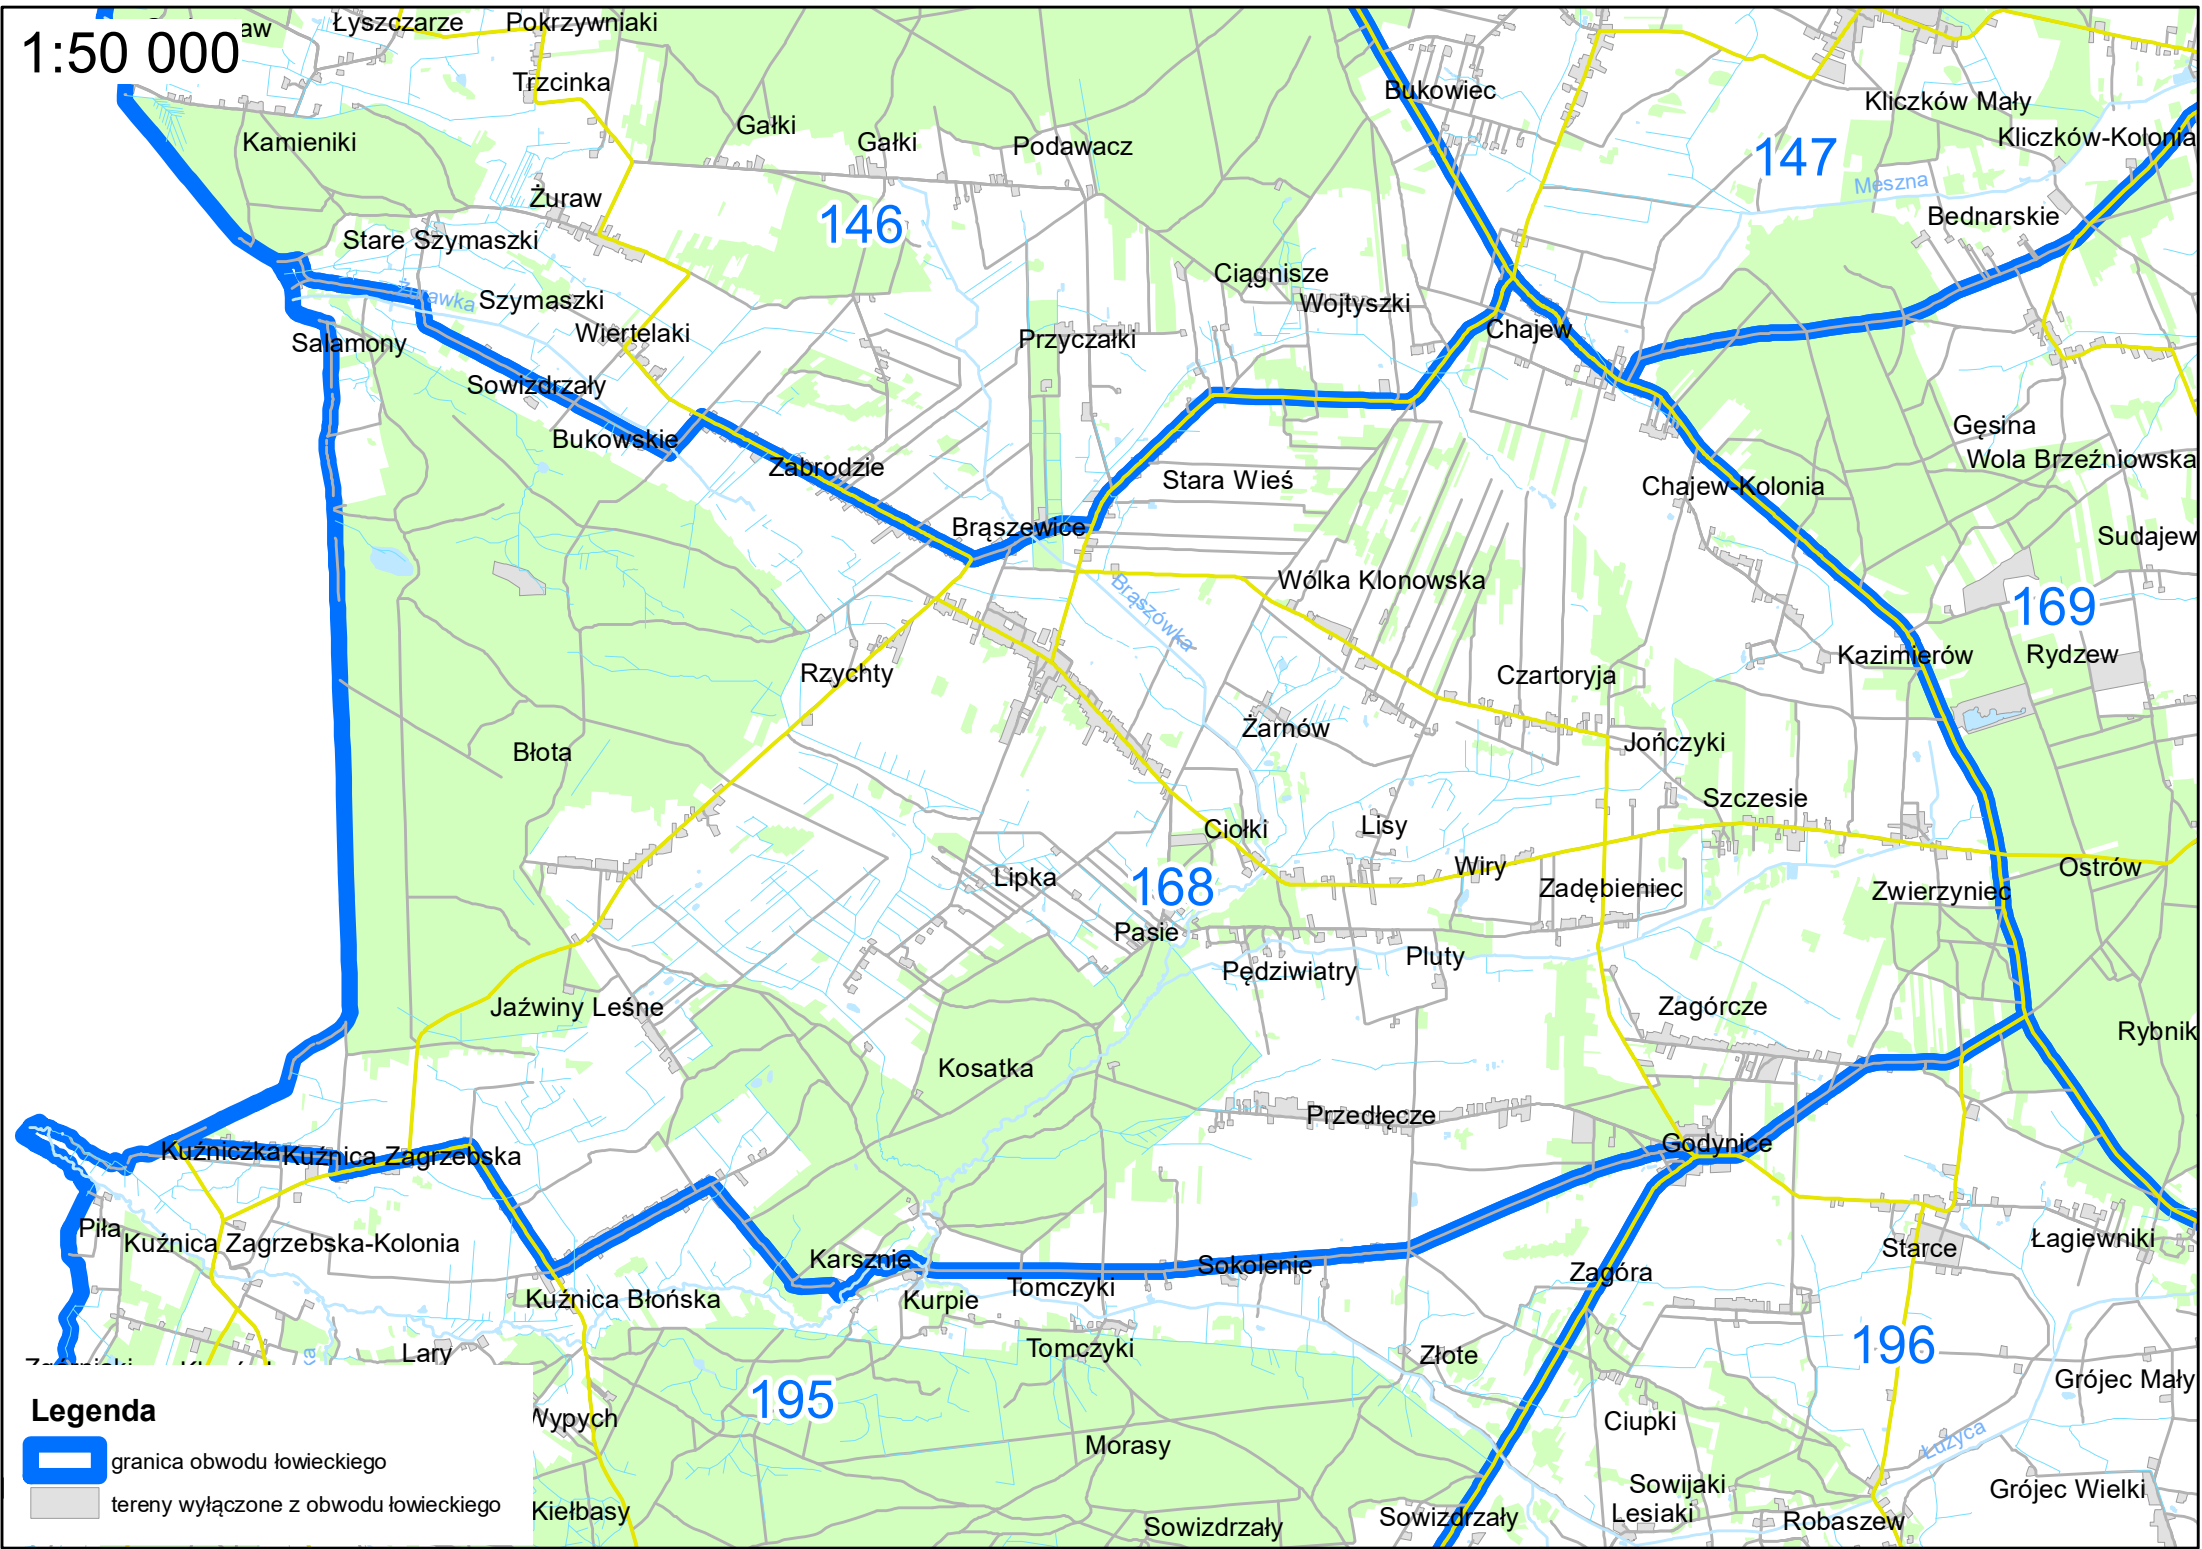 1:50 000
aw
Łyszczarze
Pokrzywniaki
Trzcinka
Bukowiec
Kliczków Mały
Gałki
Gałki
Podawacz
Kamieniki
Kliczków-Kolonia
147
Meszna
Żuraw
Bednarskie
146
Stare Szymaszki
Ciągnisze
Żurawka
Szymaszki
Wojtyszki
Wiertelaki
Salamony
Przyczałki
Chajew
Sowizdrzały
Gęsina
Bukowskie
Wola Brzeźniowska
Zabrodzie
Stara Wieś
Chajew-Kolonia
Brąszewice
Sudajew
Wólka Klonowska
Brąszówka
169
Kazimierów
Rydzew
Rzychty
Czartoryja
Żarnów
Jończyki
Błota
Szczesie
Ciołki
Lisy
Wiry
Ostrów
Lipka
168
Zadębieniec
Zwierzyniec
Pasie
Pluty
Pędziwiatry
Jaźwiny Leśne
Zagórcze
Rybnik
Kosatka
Przedłęcze
Godynice
Kuźniczka
Kuźnica Zagrzebska
Piła
Kuźnica Zagrzebska-Kolonia
Łagiewniki
Starce
Karsznie
Sokolenie
Zagóra
Tomczyki
Kuźnica Błońska
Kurpie
Tomczyki
Lary
Złote
196
Grójec Mały
195
Wypych
Ciupki
Morasy
Łużyca
Sowijaki
Grójec Wielki
Kiełbasy
Lesiaki
Sowizdrzały
Sowizdrzały
Robaszew
Legenda
granica obwodu łowieckiego
tereny wyłączone z obwodu łowieckiego